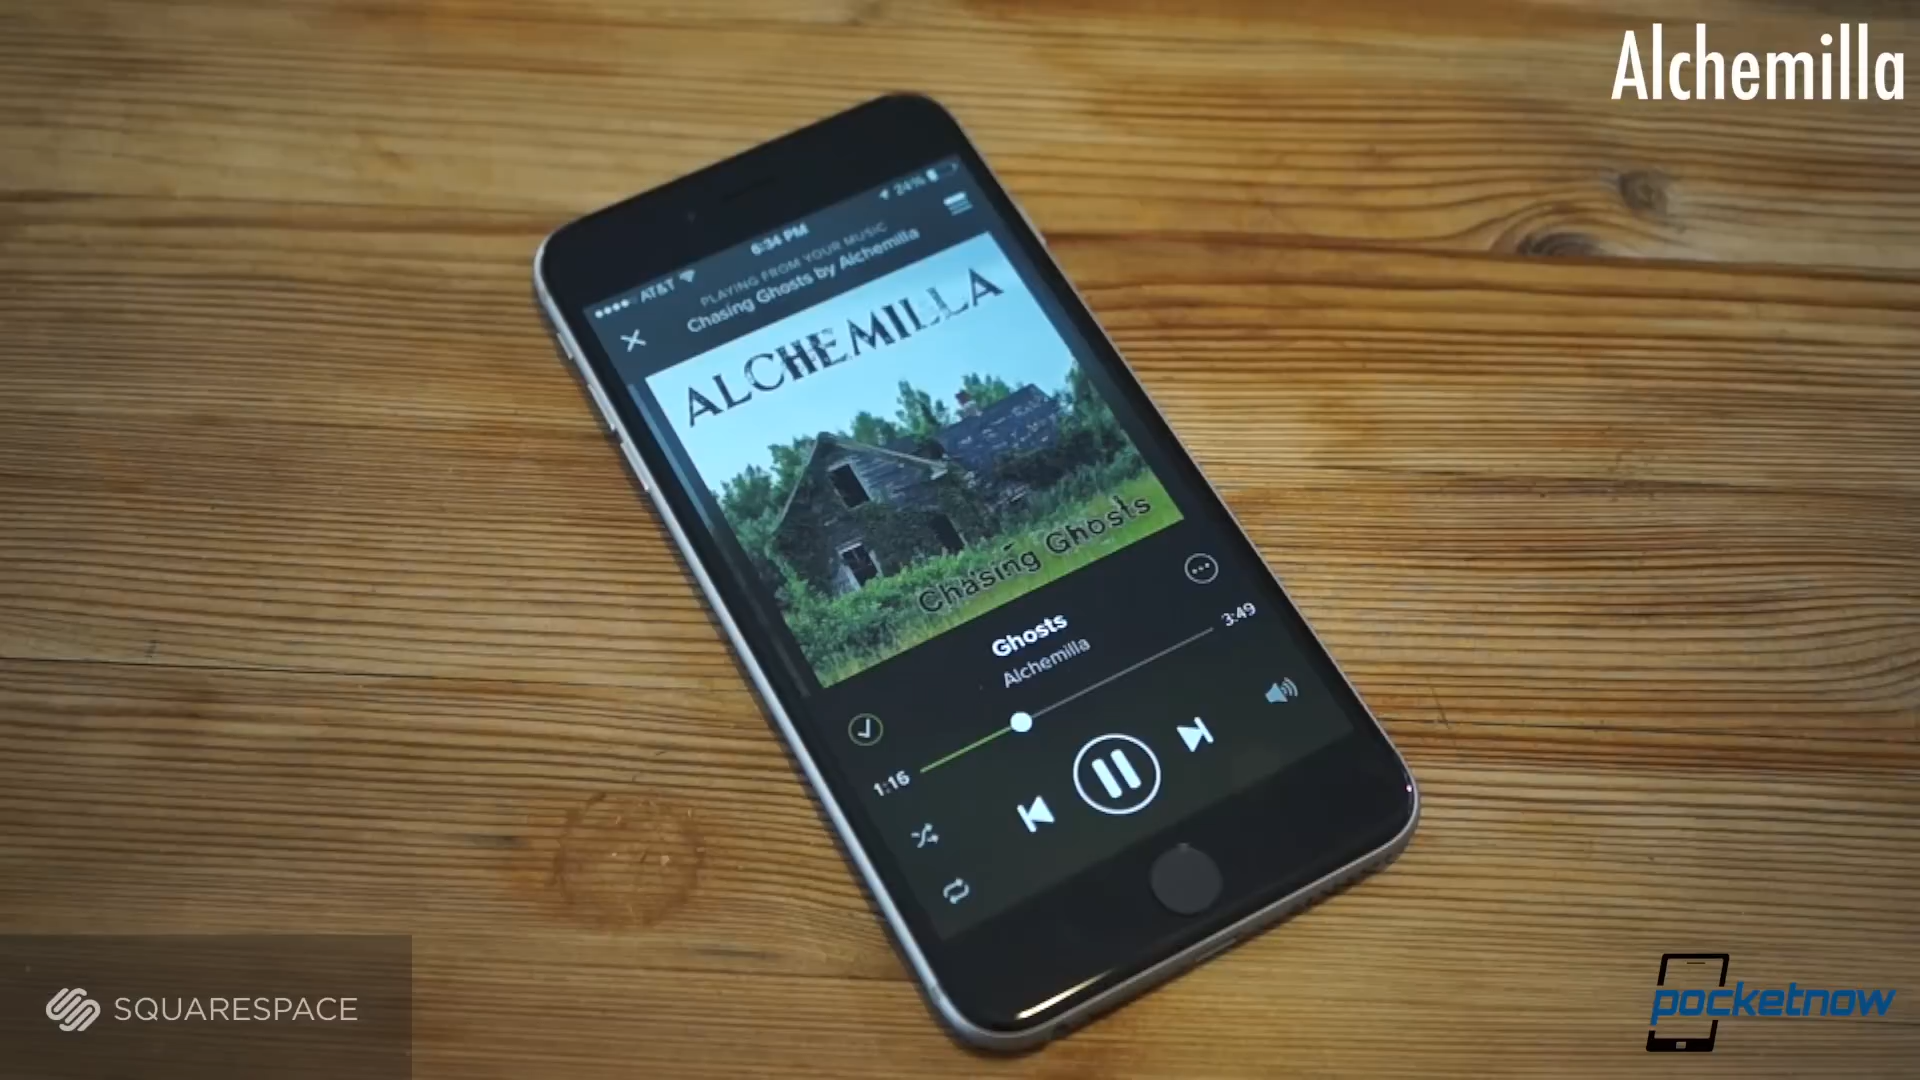 Alchemilla
AT&T
6:34 PM
24%
PLAYING FROM YOUR MUSIC
Chasing Ghosts by Alchemilla
ALCHEMILLA
Chasing Ghosts
Ghosts
Alchemilla
1:16
3:49
SQUARESPACE
pocketnow